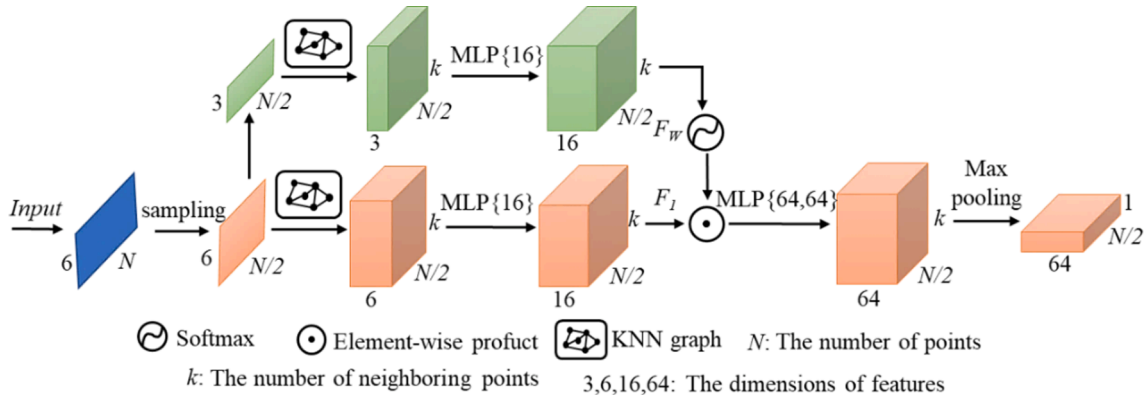 3
N/2
k
N/2
3
MLP{16}
k
N/2
16
F_W
Input
6
N
sampling
6
N/2
k
N/2
6
MLP{16}
k
N/2
16
F_1
MLP{64,64}
k
N/2
64
Max
pooling
1
N/2
64
Softmax
Element-wise profuct
KNN graph
N: The number of points
k: The number of neighboring points
3,6,16,64: The dimensions of features